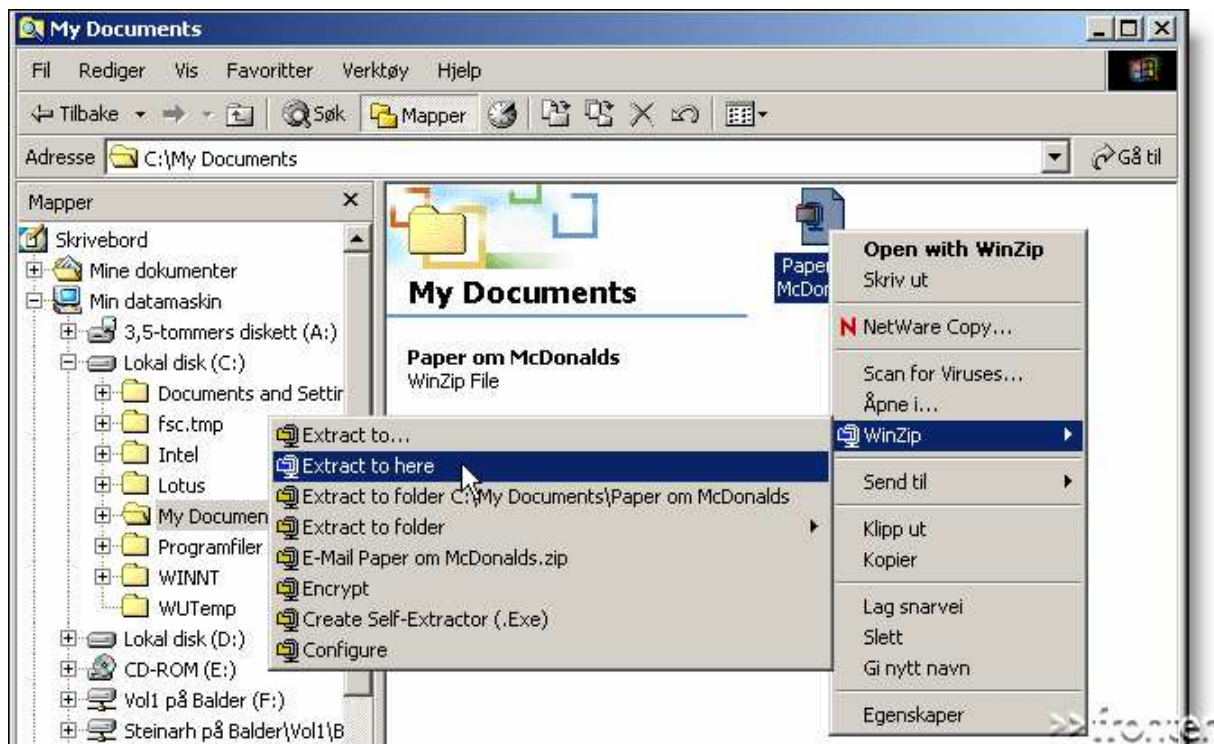 My Documents
Fil Rediger Vis Favoritter Verktøy Hjelp
Tilbake Søk Mapper
Adresse C:\My Documents Gå til
Mapper
Skrivebord
Mine dokumenter
Min datamaskin
3,5-tommers diskett (A:)
Lokal disk (C:)
Documents and Settir
fsc.tmp
Intel
Lotus
My Documen
Programfiler
WINNT
WUTemp
Lokal disk (D:)
CD-ROM (E:)
Vol1 på Balder (F:)
Steinarh på Balder\Vol1\B
My Documents
Paper om McDonalds
WinZip File
Paper
McDon
Open with WinZip
Skriv ut
NetWare Copy...
Scan for Viruses...
Åpne i...
WinZip
Send til
Klipp ut
Kopier
Lag snarvei
Slett
Gi nytt navn
Egenskaper
Extract to...
Extract to here
Extract to folder C:\My Documents\Paper om McDonalds
Extract to folder
E-Mail Paper om McDonalds.zip
Encrypt
Create Self-Extractor (.Exe)
Configure
>>fronter